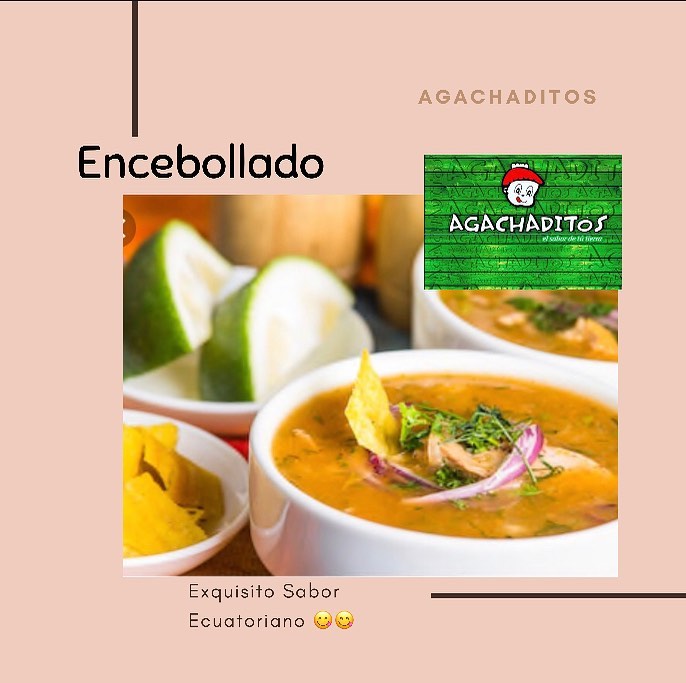 AGACHADITOS
Encebollado
AGACHADITOS
el sabor de tu tierra
Exquisito Sabor
Ecuatoriano 😋😋